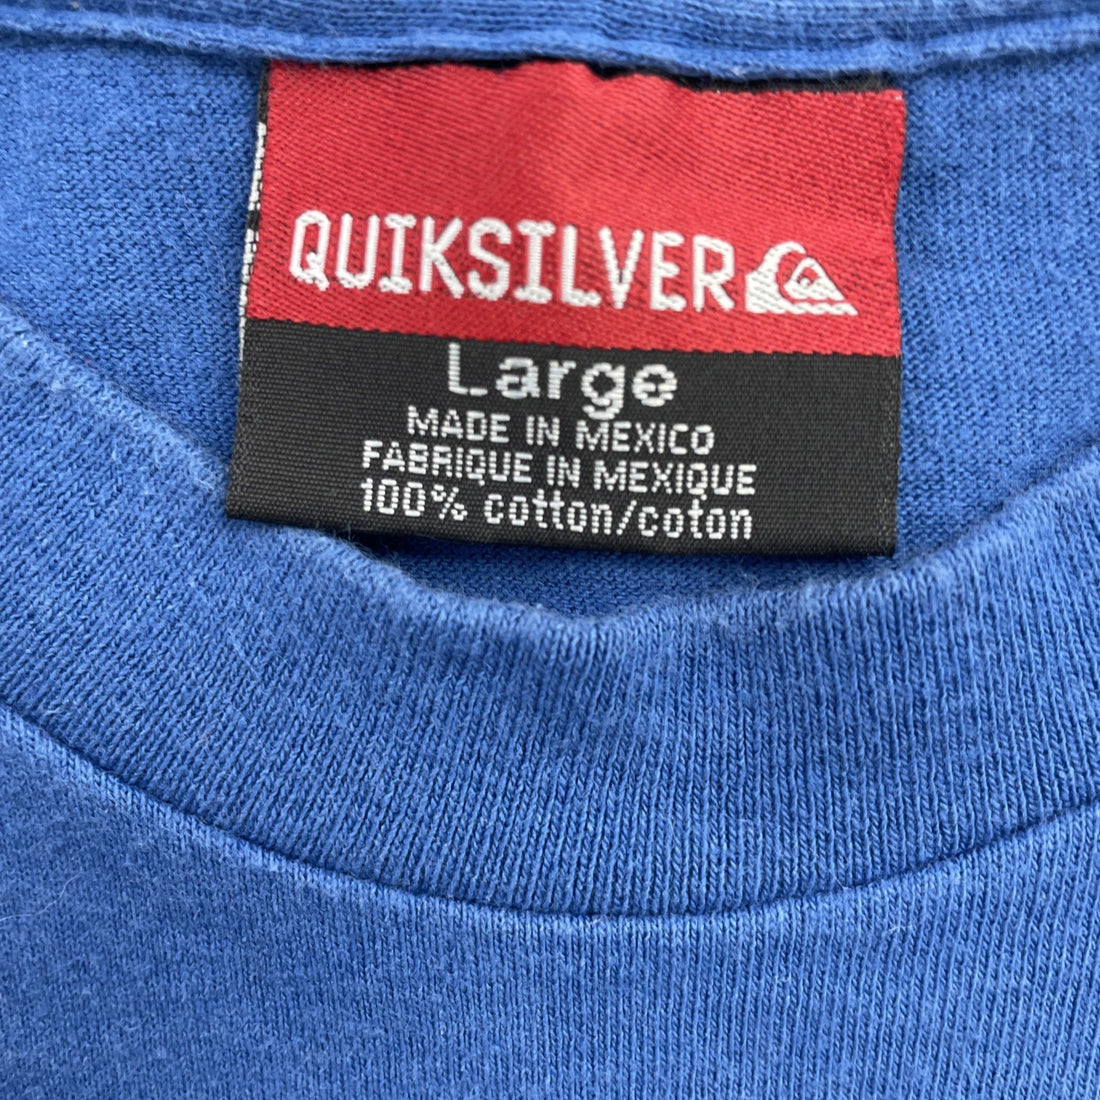 QUIKSILVER
Large
MADE IN MEXICO
FABRIQUE IN MEXIQUE
100% cotton/coton